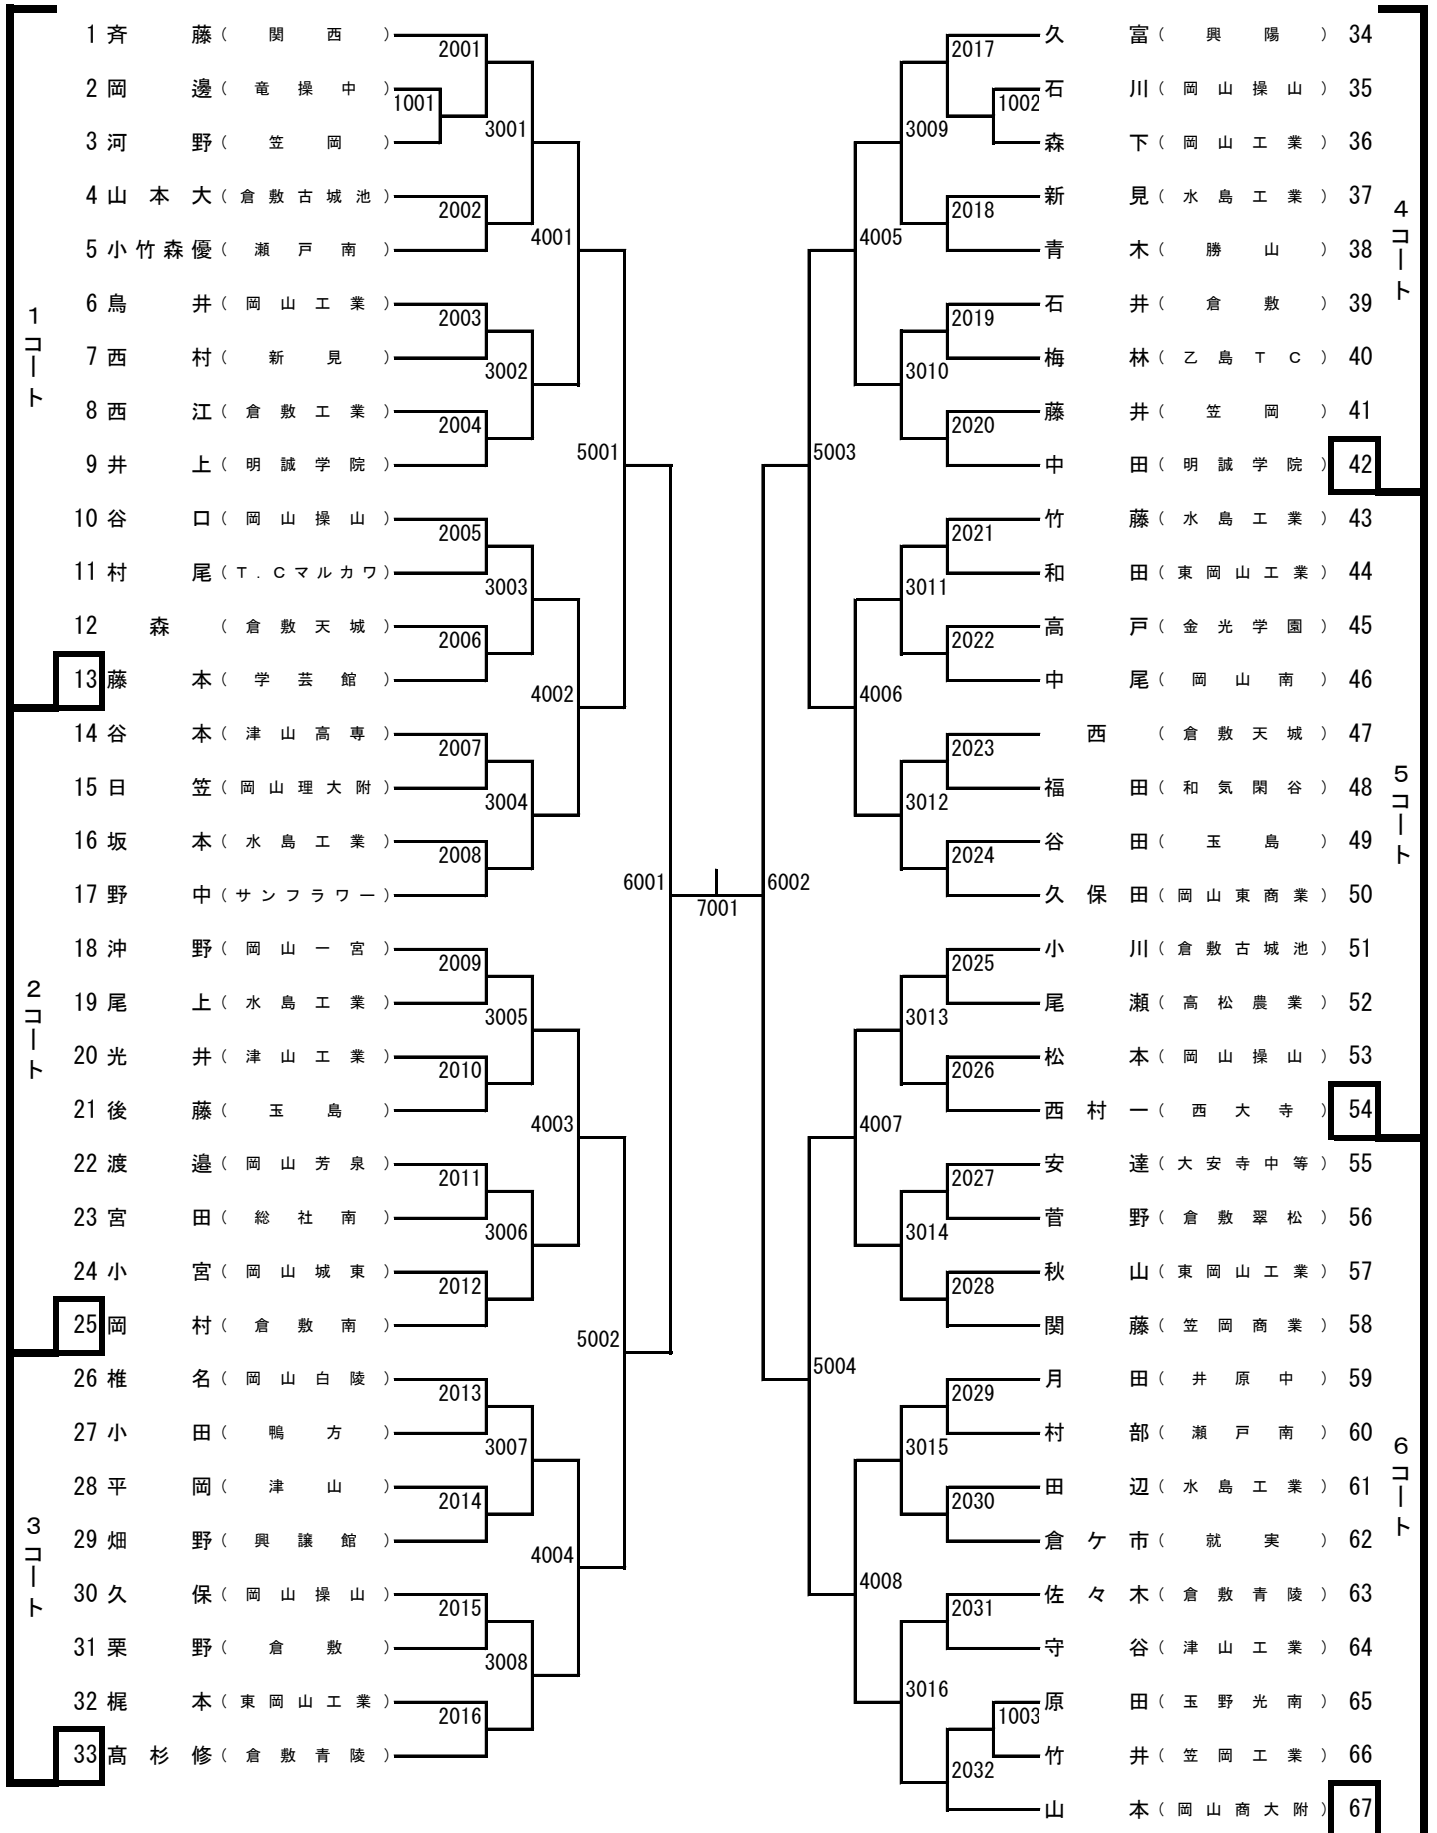 1 斉藤 (関西)
2 岡邊 (竜操中)
3 河野 (笠岡)
4 山本大 (倉敷古城池)
5 小竹森優 (瀬戸南)
6 鳥井 (岡山工業)
7 西村 (新見)
8 西江 (倉敷工業)
9 井上 (明誠学院)
10 谷口 (岡山操山)
11 村尾 (T.Cマルカワ)
12 森 (倉敷天城)
13 藤本 (学芸館)
14 谷本 (津山高専)
15 日笠 (岡山理大附)
16 坂本 (水島工業)
17 野中 (サンフラワー)
18 沖野 (岡山一宮)
19 尾上 (水島工業)
20 光井 (津山工業)
21 後藤 (玉島)
22 渡邉 (岡山芳泉)
23 宮田 (総社南)
24 小宮 (岡山城東)
25 岡村 (倉敷南)
26 椎名 (岡山白陵)
27 小田 (鴨方)
28 平岡 (津山)
29 畑野 (興譲館)
30 久保 (岡山操山)
31 栗野 (倉敷)
32 梶本 (東岡山工業)
33 髙杉修 (倉敷青陵)
1コート
2コート
3コート
1001
2001
2002
2003
2004
2005
2006
2007
2008
2009
2010
2011
2012
2013
2014
2015
2016
3001
3002
3003
3004
3005
3006
3007
3008
4001
4002
4003
4004
5001
5002
6001
7001
6002
5003
5004
4005
4006
4007
4008
3009
3010
3011
3012
3013
3014
3015
3016
2017
2018
2019
2020
2021
2022
2023
2024
2025
2026
2027
2028
2029
2030
2031
2032
1002
1003
久富 (興陽) 34
石川 (岡山操山) 35
森下 (岡山工業) 36
新見 (水島工業) 37
青木 (勝山) 38
石井 (倉敷) 39
梅林 (乙島TC) 40
藤井 (笠岡) 41
中田 (明誠学院) 42
竹藤 (水島工業) 43
和田 (東岡山工業) 44
高戸 (金光学園) 45
中尾 (岡山南) 46
西 (倉敷天城) 47
福田 (和気閑谷) 48
谷田 (玉島) 49
久保田 (岡山東商業) 50
小川 (倉敷古城池) 51
尾瀬 (高松農業) 52
松本 (岡山操山) 53
西村一 (西大寺) 54
安達 (大安寺中等) 55
菅野 (倉敷翠松) 56
秋山 (東岡山工業) 57
関藤 (笠岡商業) 58
月田 (井原中) 59
村部 (瀬戸南) 60
田辺 (水島工業) 61
倉ケ市 (就実) 62
佐々木 (倉敷青陵) 63
守谷 (津山工業) 64
原田 (玉野光南) 65
竹井 (笠岡工業) 66
山本 (岡山商大附) 67
4コート
5コート
6コート